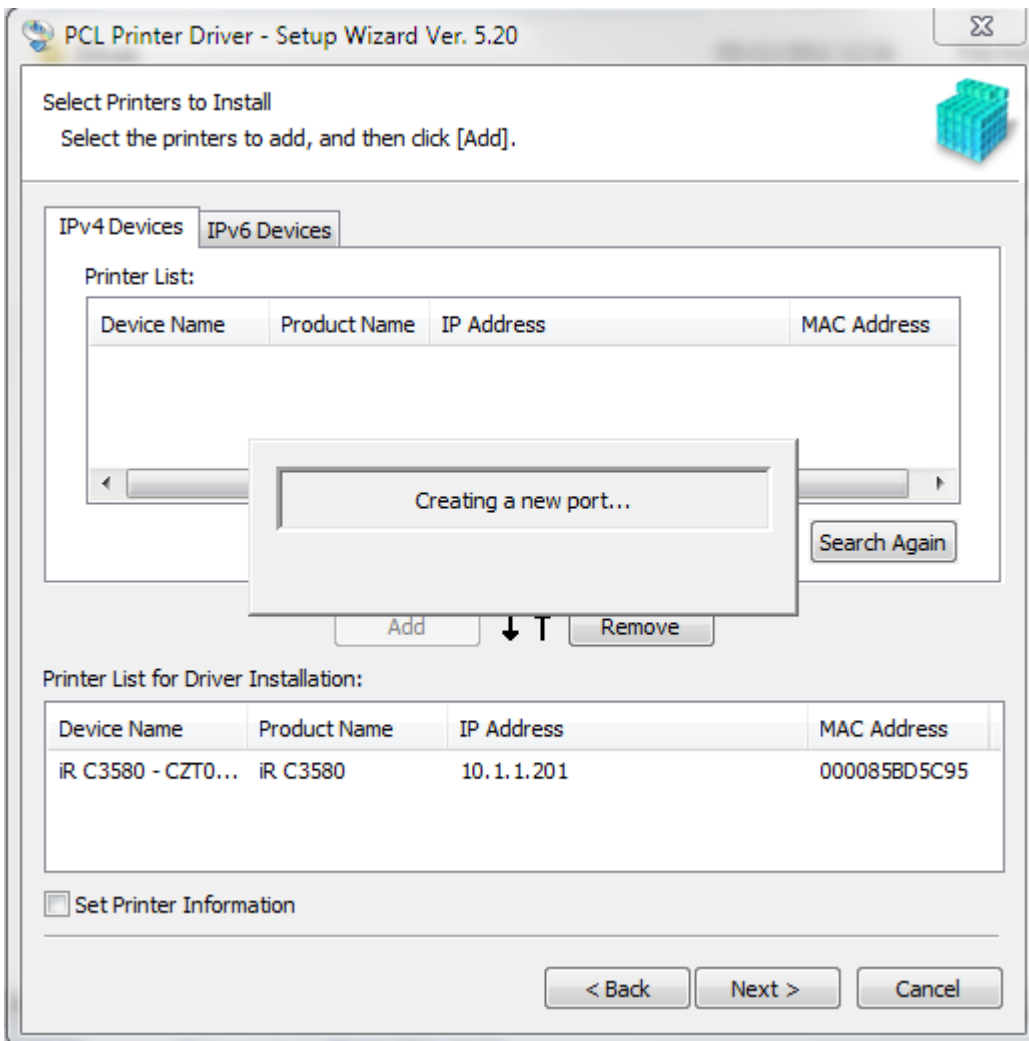 PCL Printer Driver - Setup Wizard Ver. 5.20
Select Printers to Install
Select the printers to add, and then click [Add].
IPv4 Devices IPv6 Devices
Printer List:
Device Name Product Name IP Address MAC Address
Creating a new port...
Search Again
Add Remove
Printer List for Driver Installation:
Device Name Product Name IP Address MAC Address
iR C3580 - CZT0... iR C3580 10.1.1.201 000085BD5C95
Set Printer Information
< Back Next > Cancel